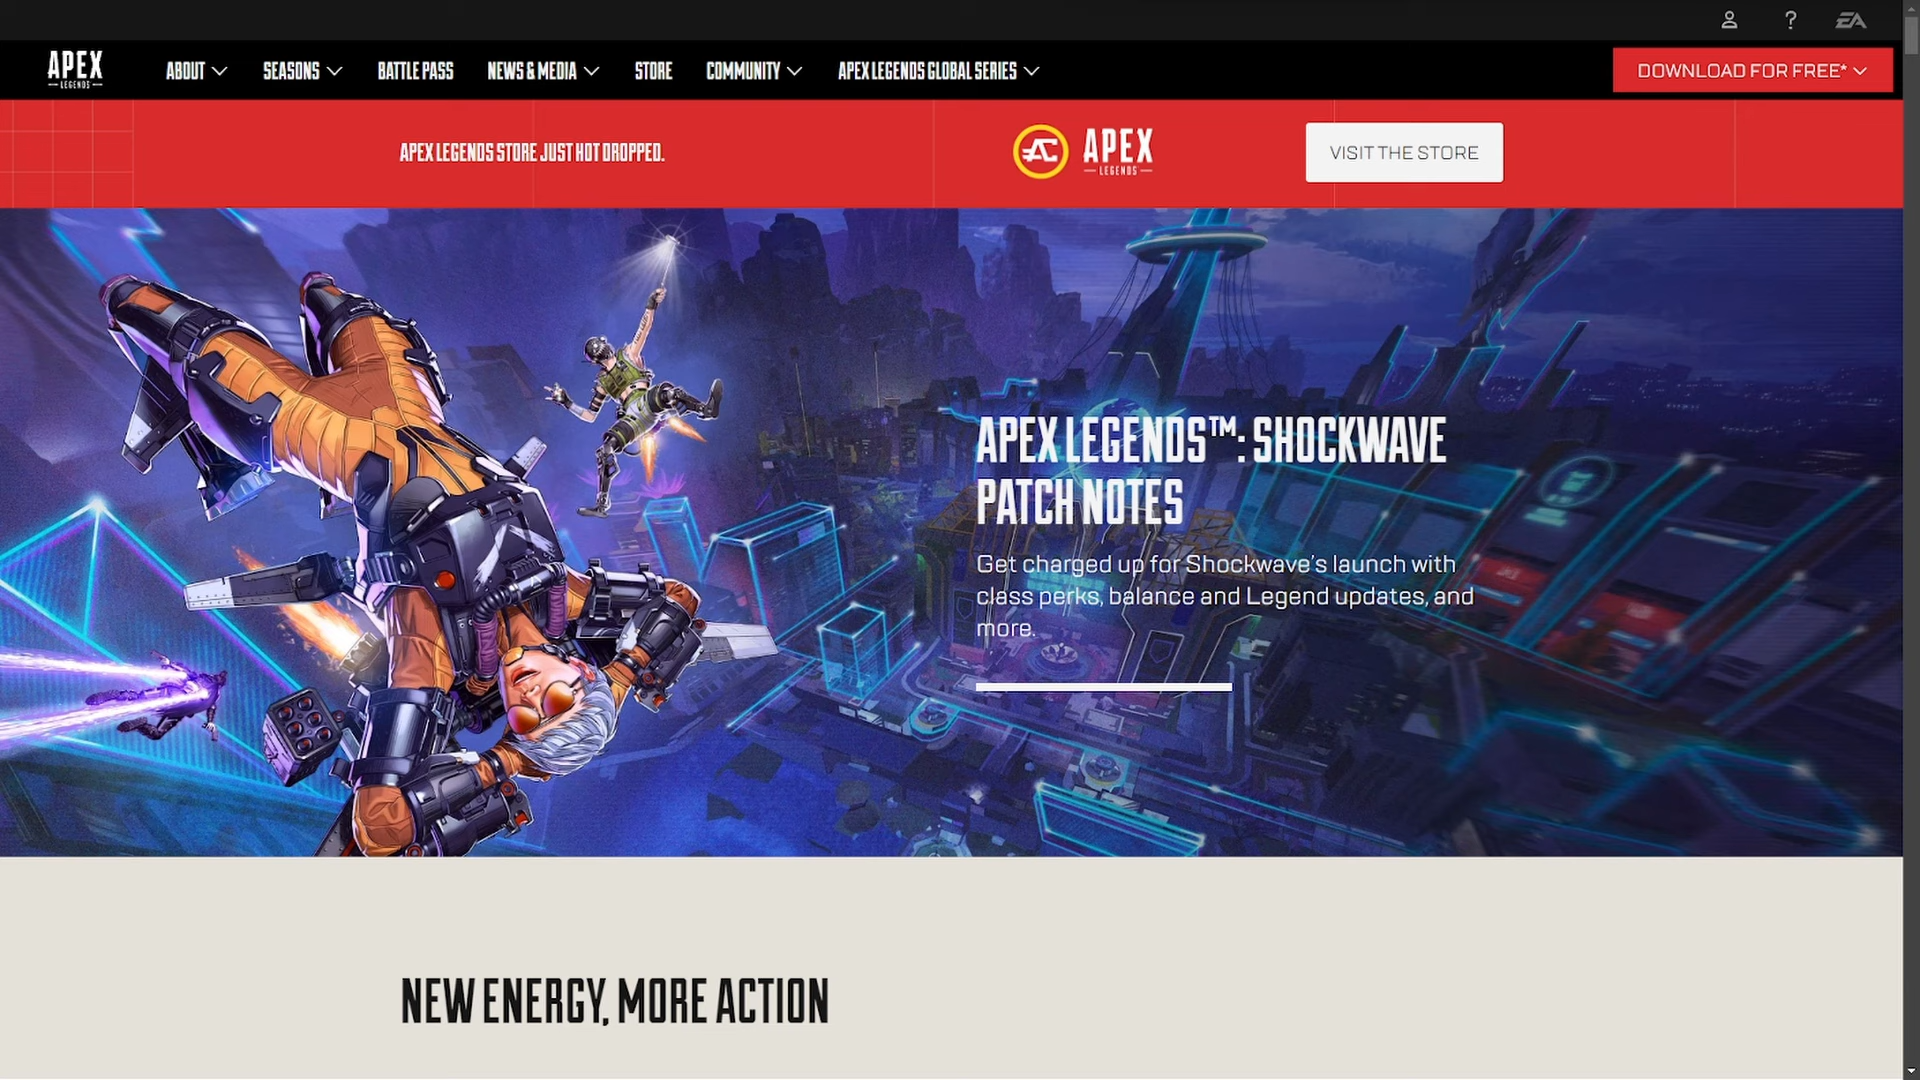 APEX
LEGENDS
ABOUT
SEASONS
BATTLE PASS
NEWS & MEDIA
STORE
COMMUNITY
APEX LEGENDS GLOBAL SERIES
?
EA
DOWNLOAD FOR FREE*
APEX LEGENDS STORE JUST HOT DROPPED.
APEX
LEGENDS
VISIT THE STORE
APEX LEGENDS™: SHOCKWAVE
PATCH NOTES
Get charged up for Shockwave's launch with
class perks, balance and Legend updates, and
more.
NEW ENERGY, MORE ACTION